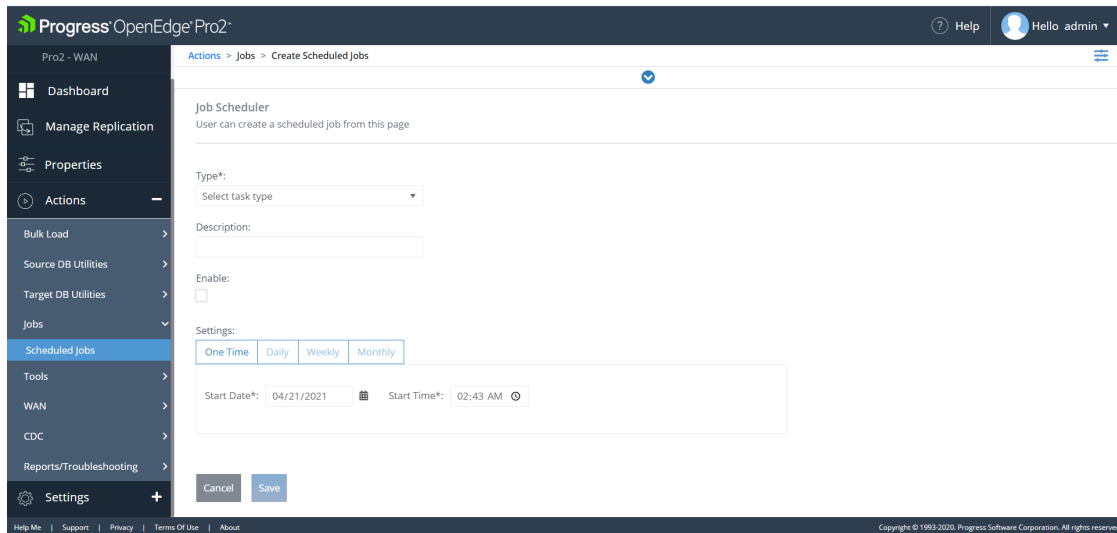 Progress® OpenEdge® Pro2™
Help
Hello admin
Pro2 - WAN
Actions > Jobs > Create Scheduled Jobs
Dashboard
Manage Replication
Properties
Actions
Bulk Load
Source DB Utilities
Target DB Utilities
Jobs
Scheduled Jobs
Tools
WAN
CDC
Reports/Troubleshooting
Settings
Job Scheduler
User can create a scheduled job from this page
Type*:
Select task type
Description:
Enable:
Settings:
One Time Daily Weekly Monthly
Start Date*: 04/21/2021 Start Time*: 02:43 AM
Cancel Save
Help Me | Support | Privacy | Terms Of Use | About
Copyright © 1993-2020. Progress Software Corporation. All rights reserve